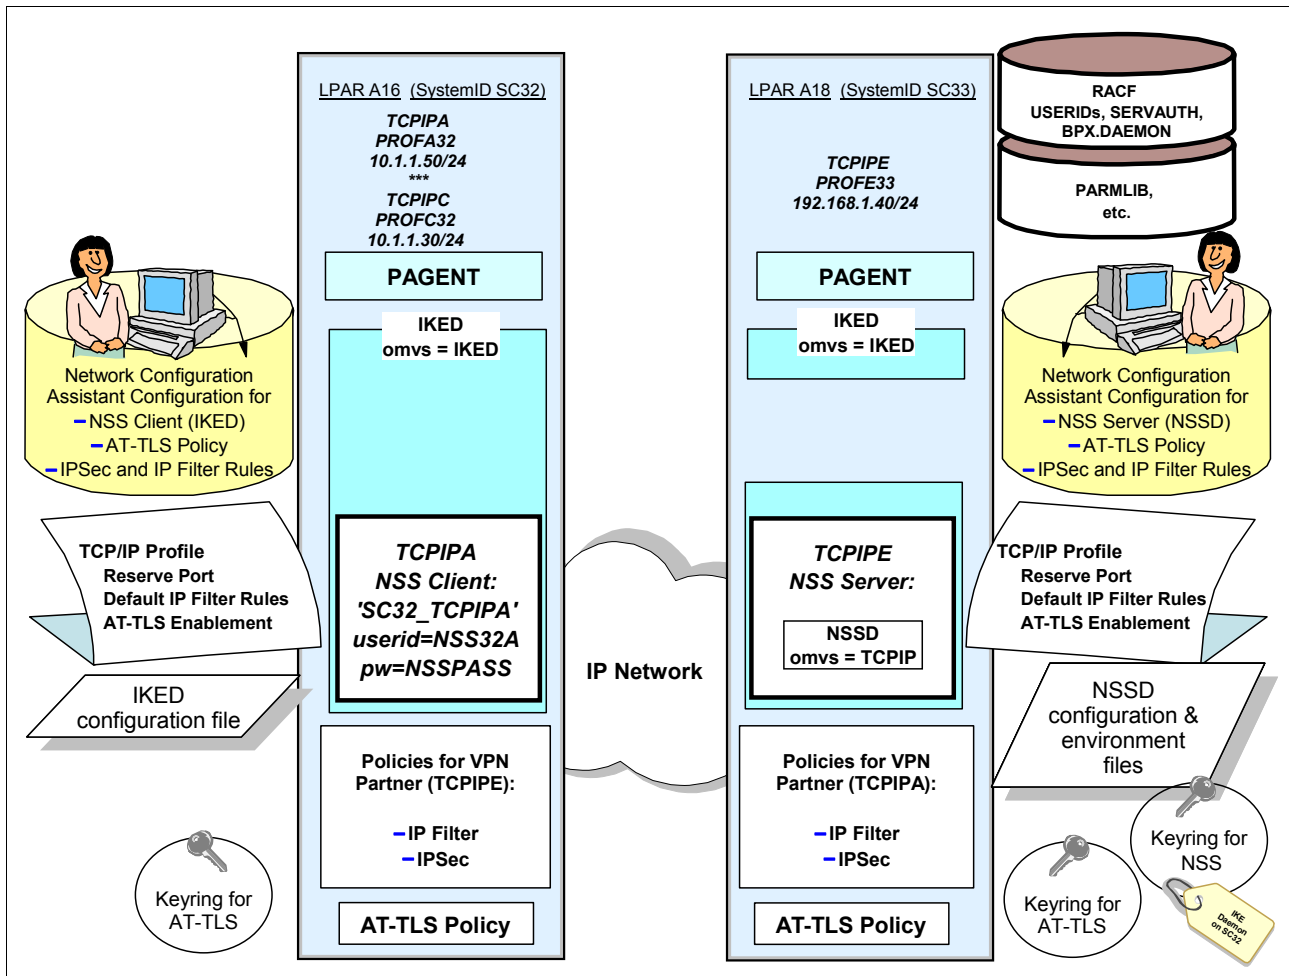 LPAR A16 (SystemID SC32)
TCPIPA
PROFA32
10.1.1.50/24
***
TCPIPC
PROFC32
10.1.1.30/24
PAGENT
IKED
omvs = IKED
TCPIPA
NSS Client:
'SC32_TCPIPA'
userid=NSS32A
pw=NSSPASS
Policies for VPN
Partner (TCPIPE):
–IP Filter
–IPSec
AT-TLS Policy
Network Configuration
Assistant Configuration for
–NSS Client (IKED)
–AT-TLS Policy
–IPSec and IP Filter Rules
TCP/IP Profile
Reserve Port
Default IP Filter Rules
AT-TLS Enablement
IKED
configuration file
Keyring for
AT-TLS
IP Network
LPAR A18 (SystemID SC33)
TCPIPE
PROFE33
192.168.1.40/24
PAGENT
IKED
omvs = IKED
TCPIPE
NSS Server:
NSSD
omvs = TCPIP
Policies for VPN
Partner (TCPIPA):
–IP Filter
–IPSec
AT-TLS Policy
RACF
USERIDs, SERVAUTH,
BPX.DAEMON
PARMLIB,
etc.
Network Configuration
Assistant Configuration for
–NSS Server (NSSD)
–AT-TLS Policy
–IPSec and IP Filter Rules
TCP/IP Profile
Reserve Port
Default IP Filter Rules
AT-TLS Enablement
NSSD
configuration &
environment
files
Keyring for
NSS
Keyring for
AT-TLS
IKE
Daemon
on SC32